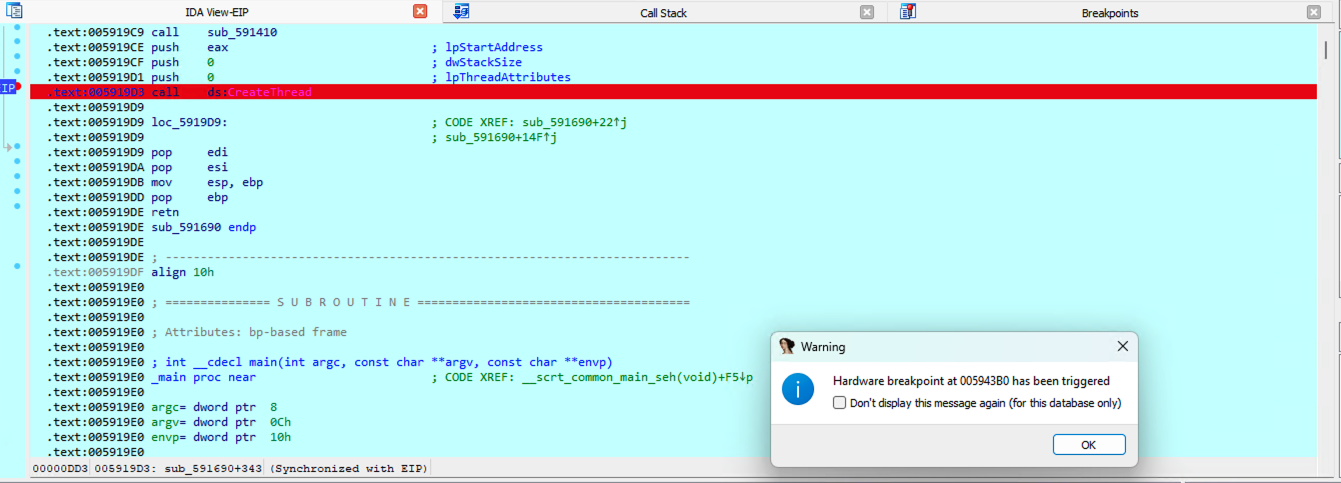 IDA View-EIP Call Stack Breakpoints
.text:005919C9 call sub_591410
.text:005919CE push eax ; lpStartAddress
.text:005919CF push 0 ; dwStackSize
.text:005919D1 push 0 ; lpThreadAttributes
IP .text:005919D3 call ds:CreateThread
.text:005919D9
.text:005919D9 loc_5919D9: ; CODE XREF: sub_591690+22↑j
.text:005919D9 ; sub_591690+14F↑j
.text:005919D9 pop edi
.text:005919DA pop esi
.text:005919DB mov esp, ebp
.text:005919DD pop ebp
.text:005919DE retn
.text:005919DE sub_591690 endp
.text:005919DE
.text:005919DE ; ---------------------------------------------------------------------------
.text:005919DF align 10h
.text:005919E0
.text:005919E0 ; =============== S U B R O U T I N E =======================================
.text:005919E0
.text:005919E0 ; Attributes: bp-based frame
.text:005919E0
.text:005919E0 ; int __cdecl main(int argc, const char **argv, const char **envp)
.text:005919E0 _main proc near ; CODE XREF: __scrt_common_main_seh(void)+F5↓p
.text:005919E0
.text:005919E0 argc= dword ptr 8
.text:005919E0 argv= dword ptr 0Ch
.text:005919E0 envp= dword ptr 10h
.text:005919E0
00000DD3 005919D3: sub_591690+343 (Synchronized with EIP)
Warning
Hardware breakpoint at 005943B0 has been triggered
Don't display this message again (for this database only)
OK